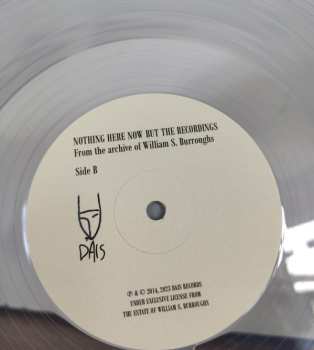 NOTHING HERE NOW BUT THE RECORDINGS
From the archive of William S. Burroughs
Side B
DAIS
℗ & © 2014, 2023 DAIS RECORDS
UNDER EXCLUSIVE LICENSE FROM
THE ESTATE OF WILLIAM S. BURROUGHS